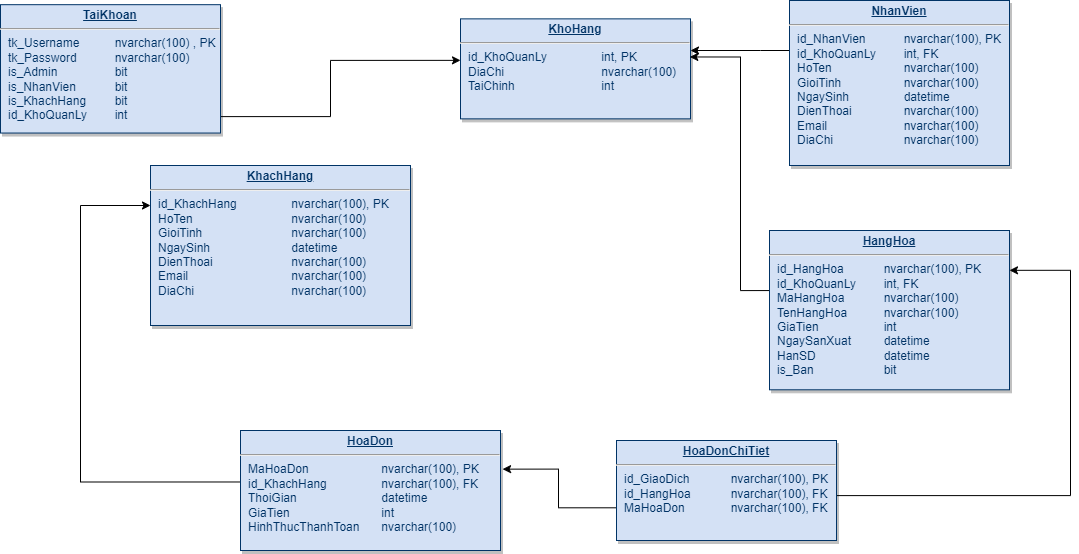 TaiKhoan
tk_Username nvarchar(100) , PK
tk_Password nvarchar(100)
is_Admin bit
is_NhanVien bit
is_KhachHang bit
id_KhoQuanLy int
KhoHang
id_KhoQuanLy int, PK
DiaChi nvarchar(100)
TaiChinh int
NhanVien
id_NhanVien nvarchar(100), PK
id_KhoQuanLy int, FK
HoTen nvarchar(100)
GioiTinh nvarchar(100)
NgaySinh datetime
DienThoai nvarchar(100)
Email nvarchar(100)
DiaChi nvarchar(100)
KhachHang
id_KhachHang nvarchar(100), PK
HoTen nvarchar(100)
GioiTinh nvarchar(100)
NgaySinh datetime
DienThoai nvarchar(100)
Email nvarchar(100)
DiaChi nvarchar(100)
HangHoa
id_HangHoa nvarchar(100), PK
id_KhoQuanLy int, FK
MaHangHoa nvarchar(100)
TenHangHoa nvarchar(100)
GiaTien int
NgaySanXuat datetime
HanSD datetime
is_Ban bit
HoaDon
MaHoaDon nvarchar(100), PK
id_KhachHang nvarchar(100), FK
ThoiGian datetime
GiaTien int
HinhThucThanhToan nvarchar(100)
HoaDonChiTiet
id_GiaoDich nvarchar(100), PK
id_HangHoa nvarchar(100), FK
MaHoaDon nvarchar(100), FK